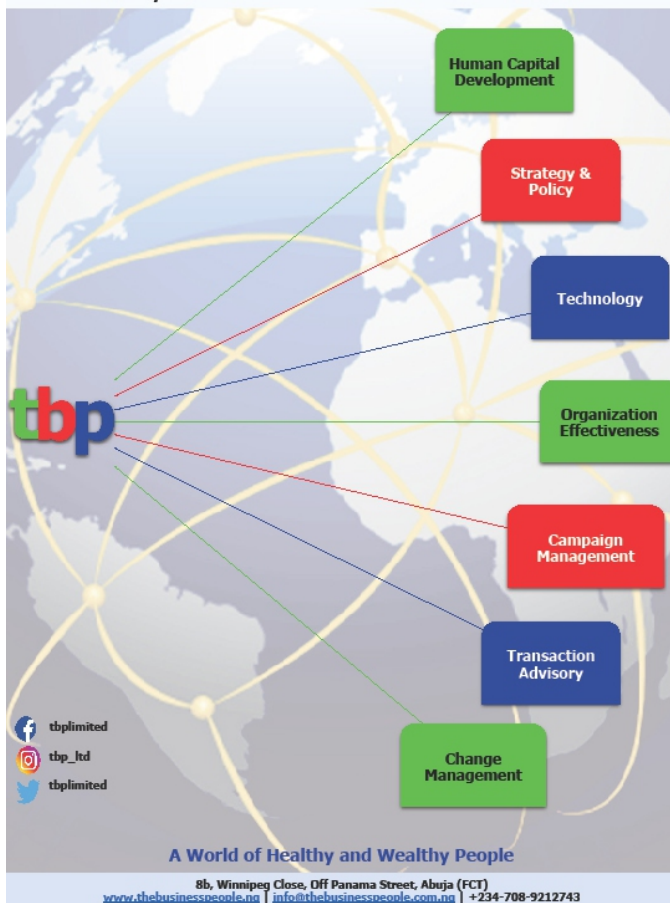 Human Capital
Development
Strategy &
Policy
Technology
tbp
Organization
Effectiveness
Campaign
Management
Transaction
Advisory
Change
Management
tbplimited
tbp_ltd
tbplimited
A World of Healthy and Wealthy People
8b, Winnipeg Close, Off Panama Street, Abuja (FCT)
www.thebusinesspeople.ng | info@thebusinesspeople.com.ng | +234-708-9212743